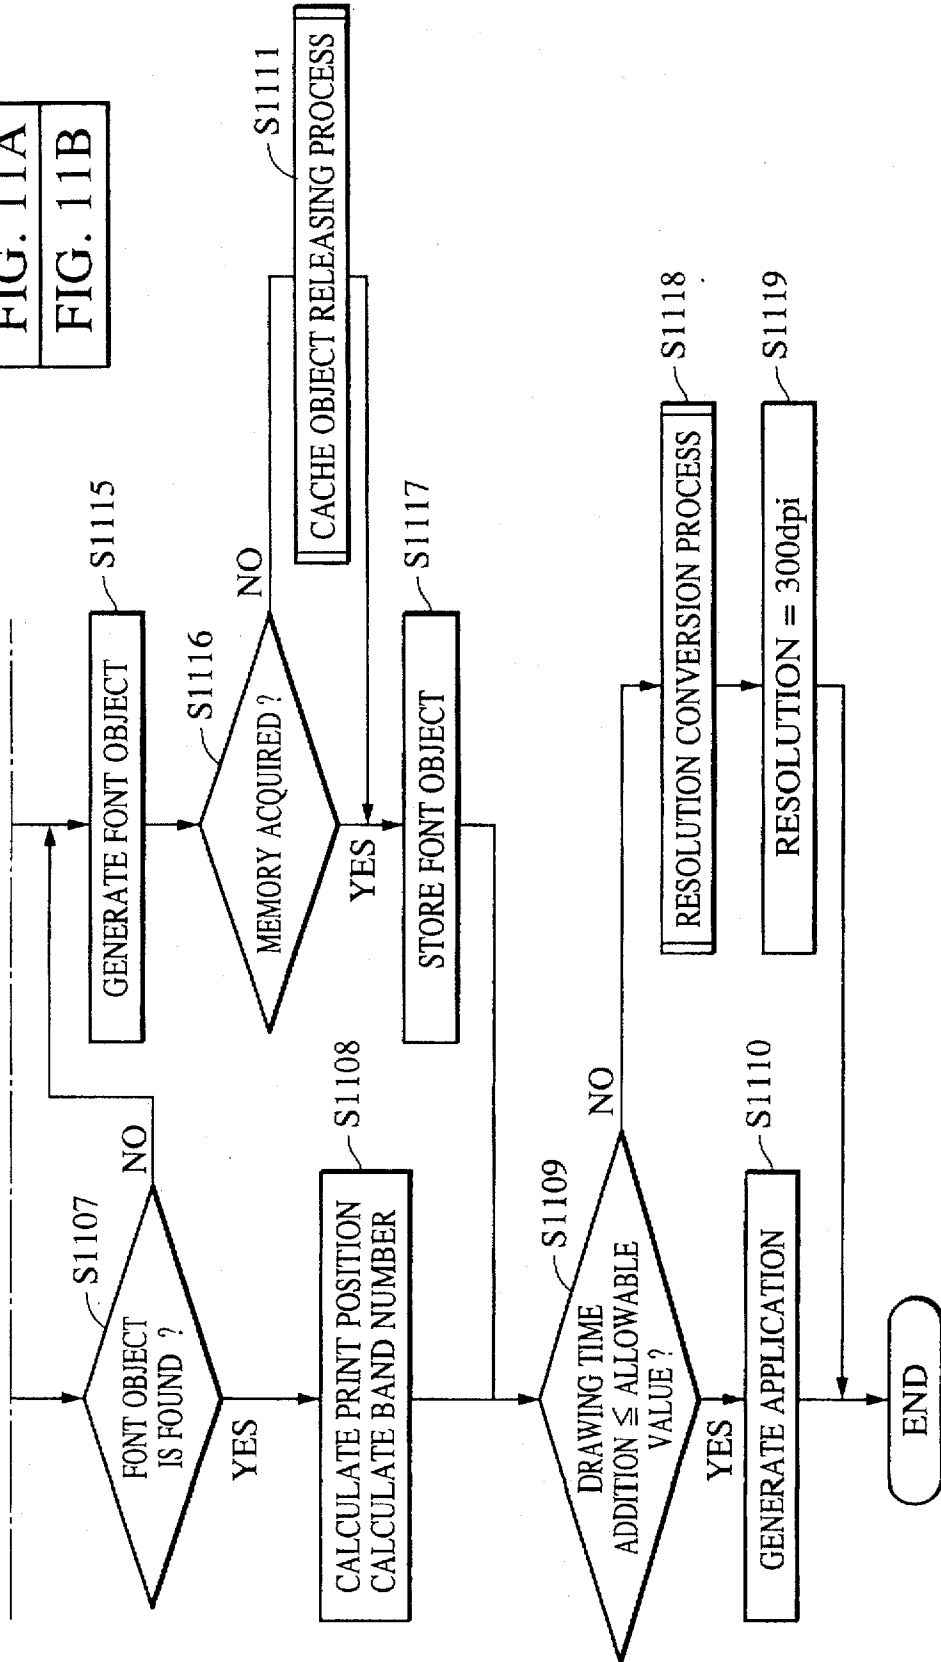 FIG. 11A
FIG. 11B
S1107
FONT OBJECT
IS FOUND ?
NO
YES
S1115
GENERATE FONT OBJECT
S1116
MEMORY ACQUIRED ?
NO
YES
S1111
CACHE OBJECT RELEASING PROCESS
S1117
STORE FONT OBJECT
S1108
CALCULATE PRINT POSITION
CALCULATE BAND NUMBER
S1109
DRAWING TIME
ADDITION ≦ ALLOWABLE
VALUE ?
NO
YES
S1118
RESOLUTION CONVERSION PROCESS
S1119
RESOLUTION = 300dpi
S1110
GENERATE APPLICATION
END